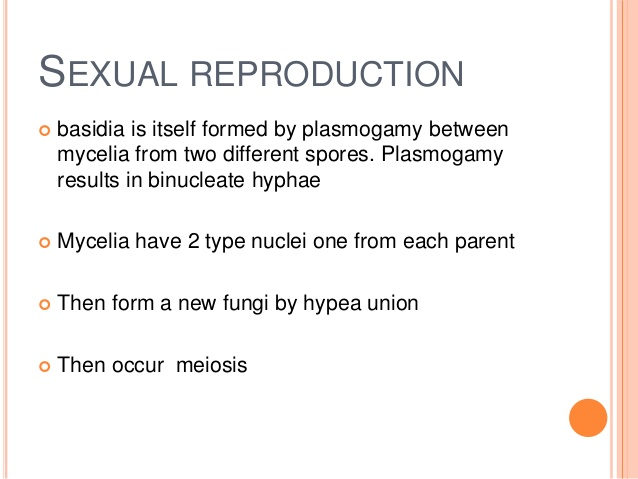 SEXUAL REPRODUCTION
basidia is itself formed by plasmogamy between
mycelia from two different spores. Plasmogamy
results in binucleate hyphae
Mycelia have 2 type nuclei one from each parent
Then form a new fungi by hypea union
Then occur meiosis